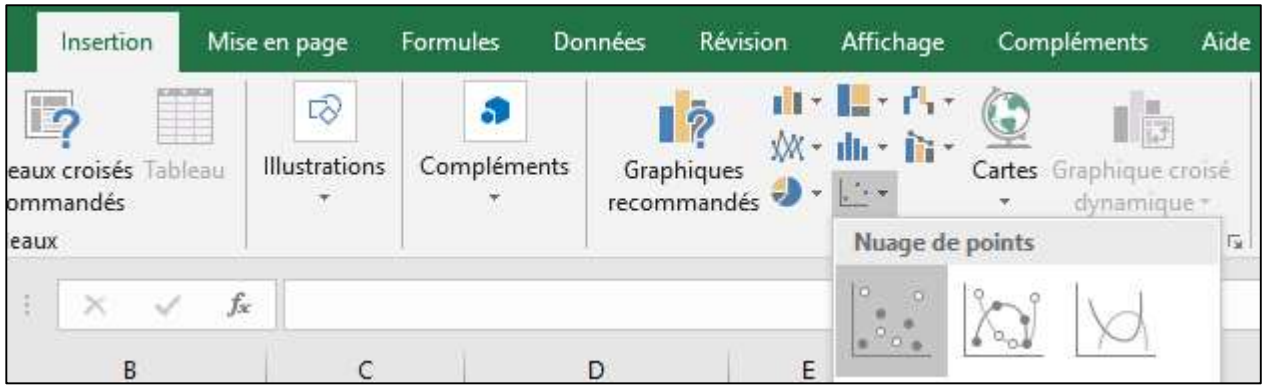 Insertion Mise en page Formules Données Révision Affichage Compléments Aide
eaux croisés Tableau Illustrations Compléments Graphiques Cartes Graphique croisé
ommandés recommandés dynamique
eaux Nuage de points
fx
B C D E